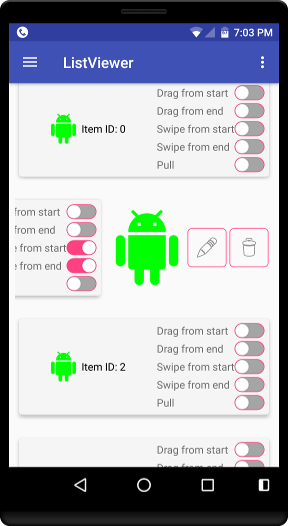 7:03 PM
ListViewer
Drag from start
Drag from end
Item ID: 0
Swipe from start
Swipe from end
Pull
from start
from end
e from start
e from end
Drag from start
Drag from end
Item ID: 2
Swipe from start
Swipe from end
Pull
Drag from start